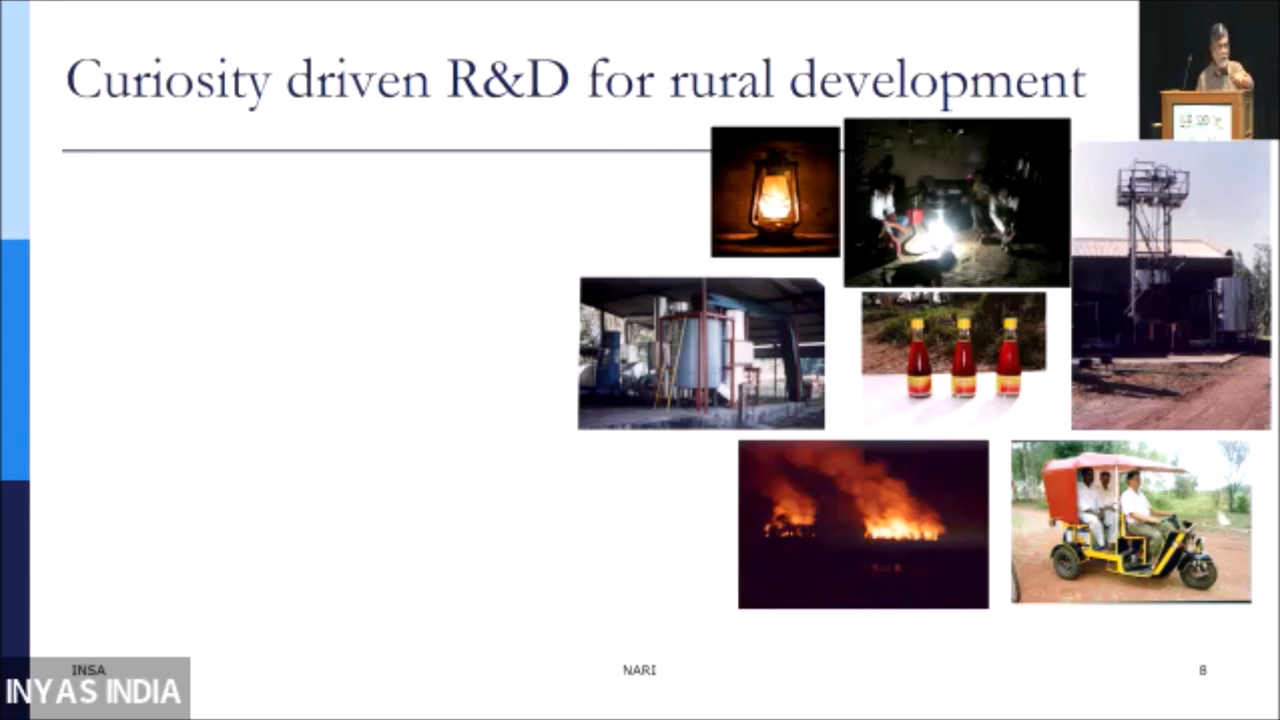 Curiosity driven R&D for rural development
INSA
NARI
8
INYAS INDIA